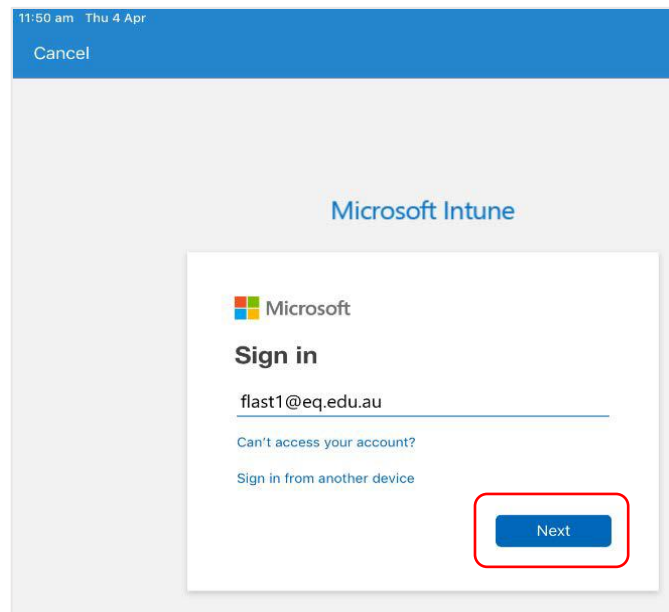 11:50 am Thu 4 Apr
Cancel
Microsoft Intune
Microsoft
Sign in
flast1@eq.edu.au
Can't access your account?
Sign in from another device
Next